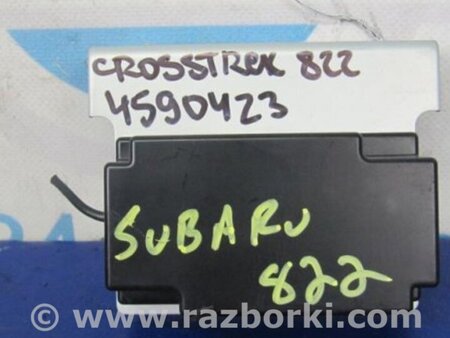 CROSSTREK 822
4590423
SUBARU
822
© www.razborki.com